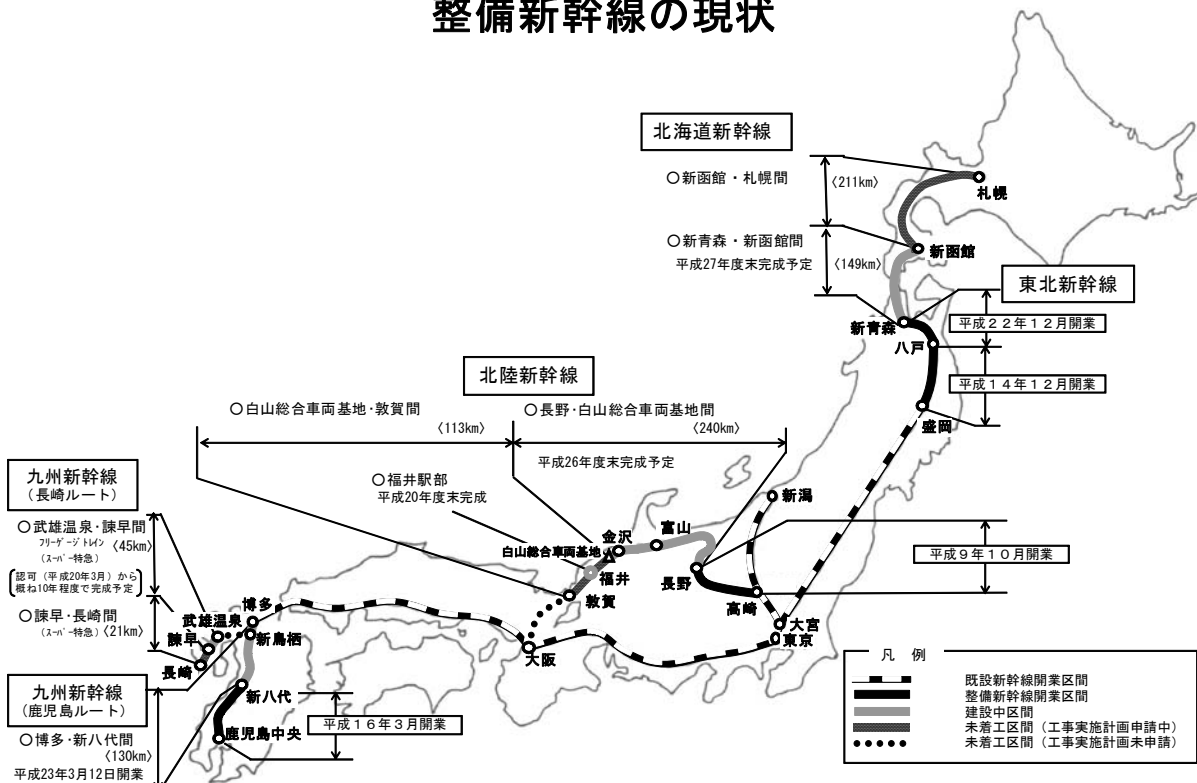 整備新幹線の現状
北海道新幹線
○新函館・札幌間
〈211km〉
札幌
○新青森・新函館間
平成27年度末完成予定
〈149km〉
新函館
東北新幹線
新青森
平成22年12月開業
八戸
平成14年12月開業
盛岡
北陸新幹線
○白山総合車両基地・敦賀間
〈113km〉
○長野・白山総合車両基地間
〈240km〉
平成26年度末完成予定
○福井駅部
平成20年度末完成
新潟
富山
金沢
白山総合車両基地
福井
敦賀
長野
高崎
平成9年10月開業
大宮
東京
大阪
九州新幹線
(長崎ルート)
○武雄温泉・諫早間
フリーゲージトレイン
(スーパー特急)
〈45km〉
認可(平成20年3月)から
概ね10年程度で完成予定
○諫早・長崎間
(スーパー特急)〈21km〉
博多
武雄温泉
新鳥栖
諫早
長崎
九州新幹線
(鹿児島ルート)
○博多・新八代間
〈130km〉
平成23年3月12日開業
新八代
平成16年3月開業
鹿児島中央
凡 例
既設新幹線開業区間
整備新幹線開業区間
建設中区間
未着工区間(工事実施計画申請中)
未着工区間(工事実施計画未申請)